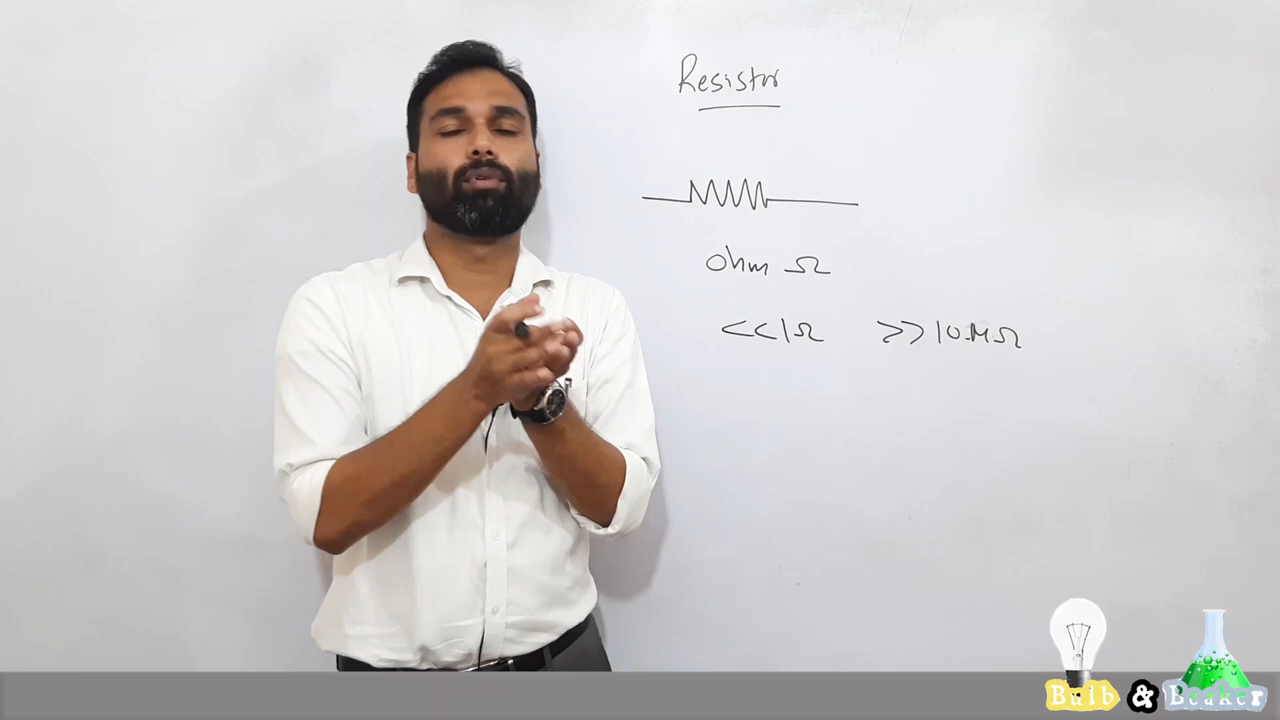 Resistor
ohm Ω
<<1Ω >>10MΩ
Bulb & Beaker